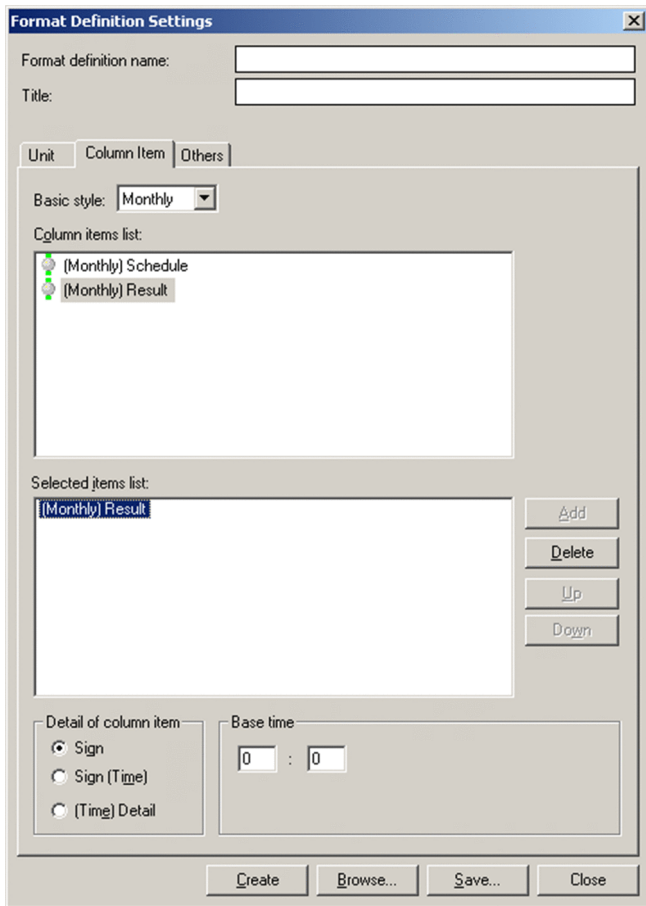 Format Definition Settings
Format definition name:
Title:
Unit Column Item Others
Basic style: Monthly
Column items list:
(Monthly) Schedule
(Monthly) Result
Selected items list:
(Monthly) Result
Add
Delete
Up
Down
Detail of column item
Sign
Sign (Time)
(Time) Detail
Base time
0 : 0
Create Browse... Save... Close